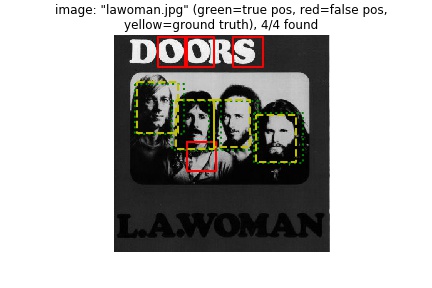 image: "lawoman.jpg" (green=true pos, red=false pos,
yellow=ground truth), 4/4 found
DOORS
L.A.WOMAN